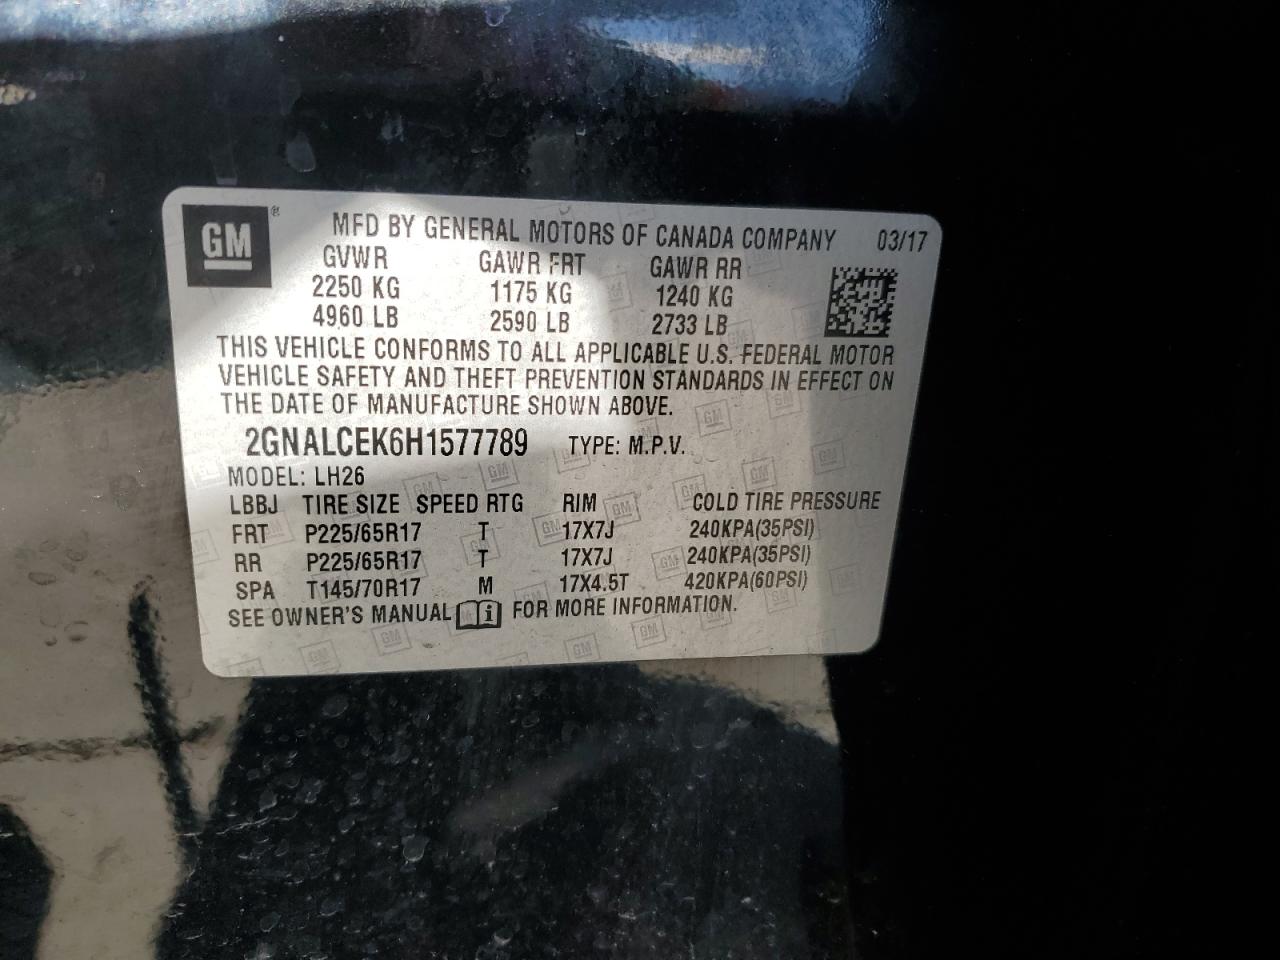 GM ®
MFD BY GENERAL MOTORS OF CANADA COMPANY 03/17
GVWR GAWR FRT GAWR RR
2250 KG 1175 KG 1240 KG
4960 LB 2590 LB 2733 LB
THIS VEHICLE CONFORMS TO ALL APPLICABLE U.S. FEDERAL MOTOR
VEHICLE SAFETY AND THEFT PREVENTION STANDARDS IN EFFECT ON
THE DATE OF MANUFACTURE SHOWN ABOVE.
2GNALCEK6H1577789 TYPE: M.P.V.
MODEL: LH26
LBBJ TIRE SIZE SPEED RTG RIM COLD TIRE PRESSURE
FRT P225/65R17 T 17X7J 240KPA(35PSI)
RR P225/65R17 T 17X7J 240KPA(35PSI)
SPA T145/70R17 M 17X4.5T 420KPA(60PSI)
SEE OWNER'S MANUAL i FOR MORE INFORMATION.